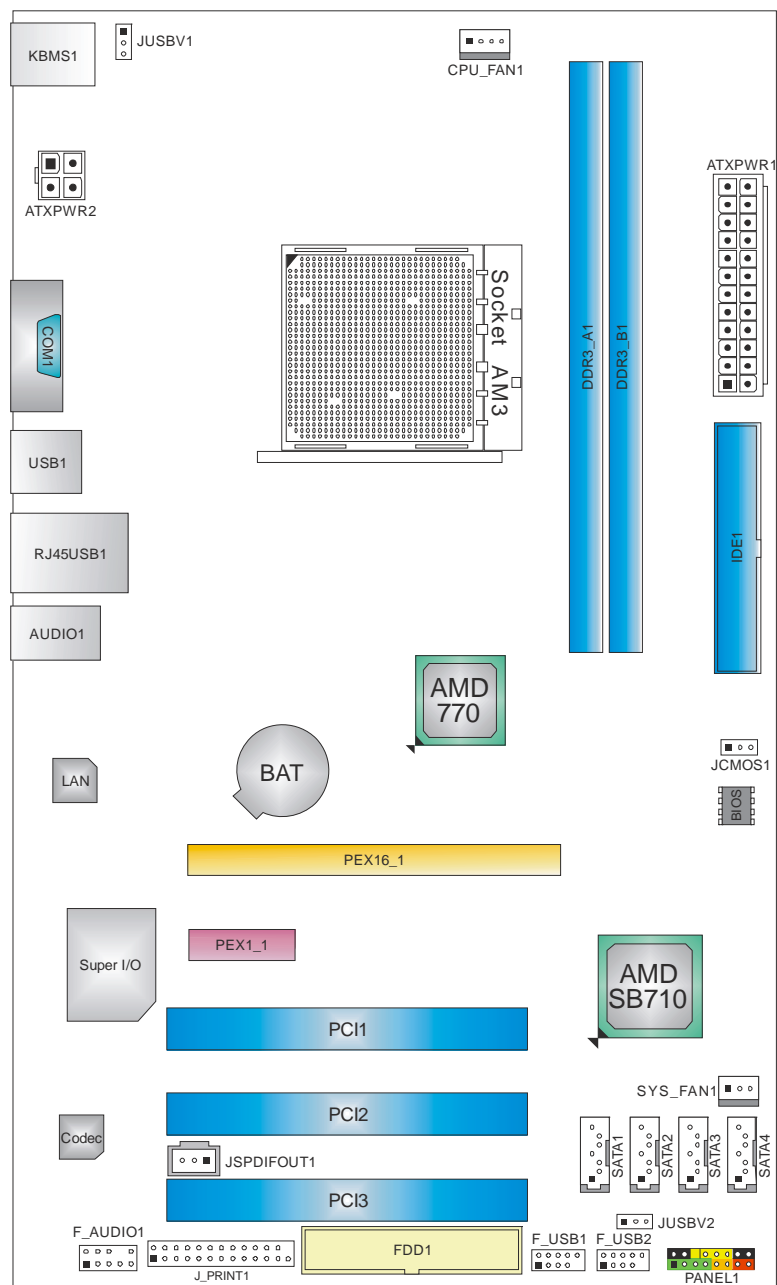 KBMS1
JUSBV1
CPU_FAN1
ATXPWR2
ATXPWR1
Socket AM3
DDR3_A1
DDR3_B1
COM1
USB1
RJ45USB1
IDE1
AUDIO1
AMD
770
LAN
BAT
JCMOS1
BIOS
PEX16_1
Super I/O
PEX1_1
AMD
SB710
PCI1
SYS_FAN1
PCI2
Codec
JSPDIFOUT1
SATA1
SATA2
SATA3
SATA4
PCI3
JUSBV2
F_AUDIO1
J_PRINT1
FDD1
F_USB1
F_USB2
PANEL1